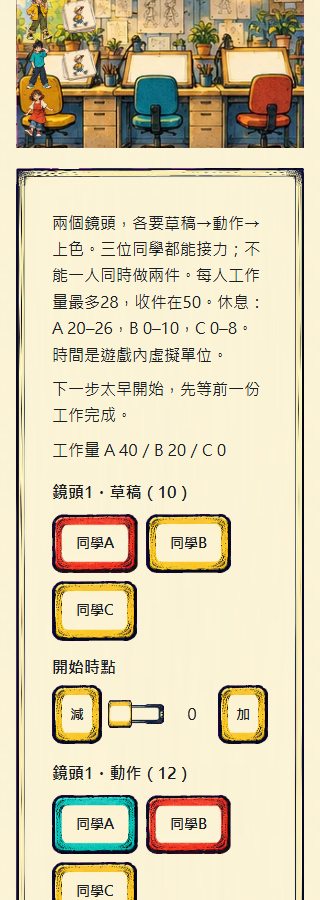 兩個鏡頭，各要草稿→動作→
上色。三位同學都能接力；不
能一人同時做兩件。每人工作
量最多28，收件在50。休息：
A 20–26，B 0–10，C 0–8。
時間是遊戲內虛擬單位。
下一步太早開始，先等前一份
工作完成。
工作量 A 40 / B 20 / C 0
鏡頭1・草稿（10）
同學A 同學B
同學C
開始時點
減 0 加
鏡頭1・動作（12）
同學A 同學B
同學C